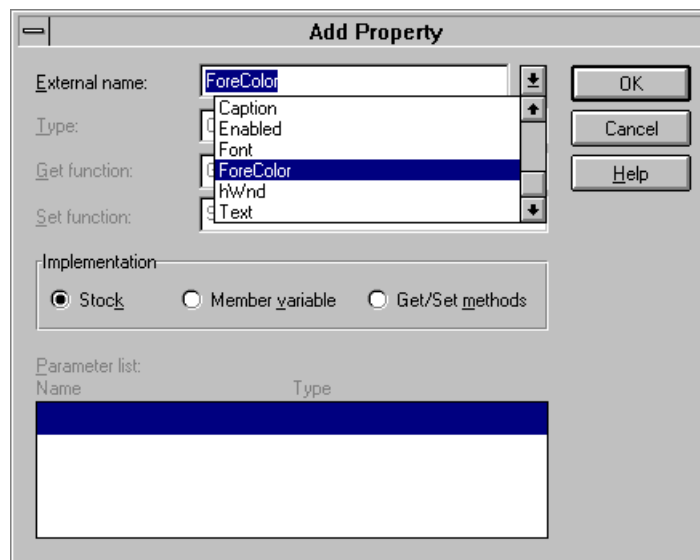 Add Property
External name: ForeColor
OK
Caption
Enabled
Font
ForeColor
hWnd
Text
Type:
Get function:
Set function:
Cancel
Help
Implementation
Stock Member variable Get/Set methods
Parameter list:
Name Type